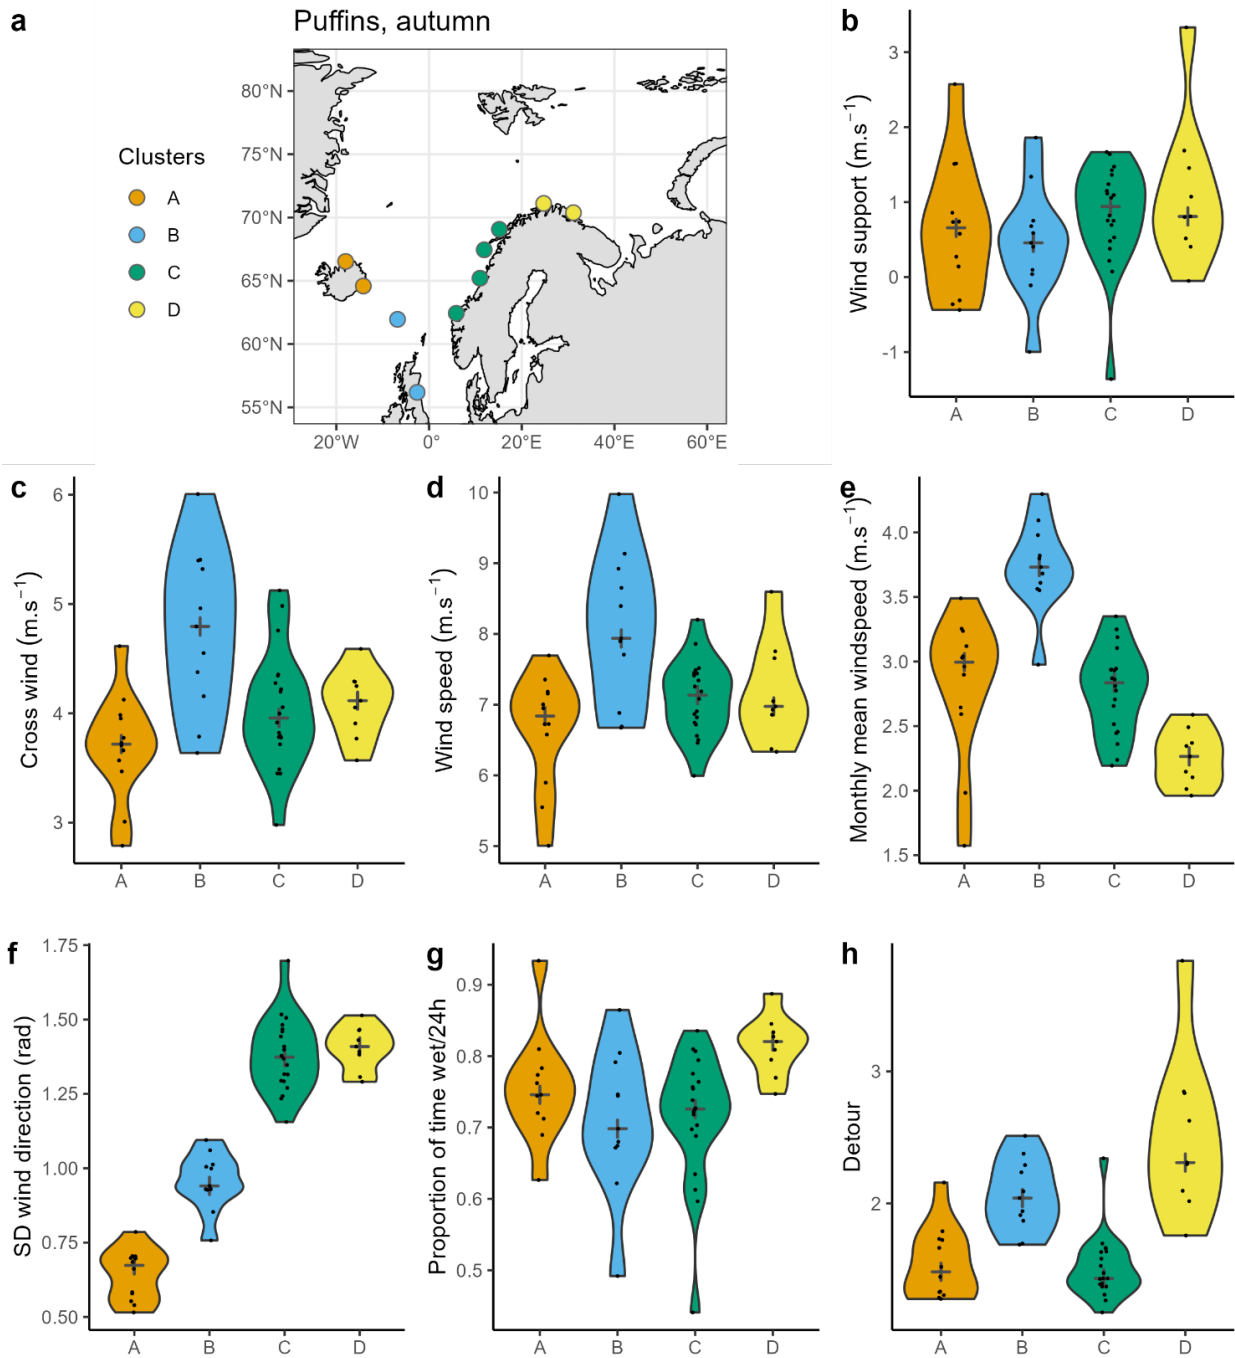 a
Puffins, autumn
Clusters
A
B
C
D
80°N
75°N
70°N
65°N
60°N
55°N
20°W 0° 20°E 40°E 60°E
b
Wind support (m.s⁻¹)
3
2
1
0
-1
A B C D
c
Cross wind (m.s⁻¹)
6
5
4
3
A B C D
d
Wind speed (m.s⁻¹)
10
9
8
7
6
5
A B C D
e
Monthly mean windspeed (m.s⁻¹)
4.0
3.5
3.0
2.5
2.0
1.5
A B C D
f
SD wind direction (rad)
1.75
1.50
1.25
1.00
0.75
0.50
A B C D
g
Proportion of time wet/24h
0.9
0.8
0.7
0.6
0.5
A B C D
h
Detour
3
2
A B C D